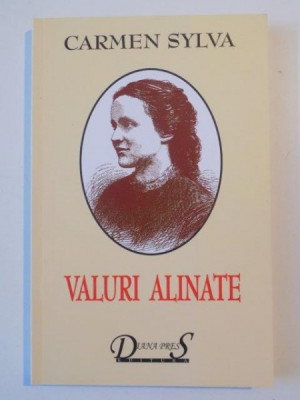 CARMEN SYLVA
VALURI ALINATE
DIANA PRESS